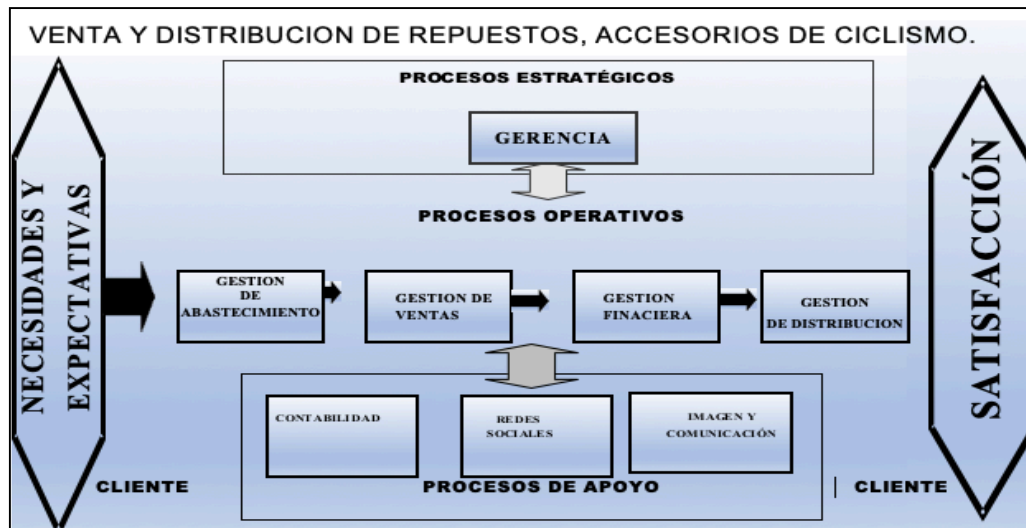 VENTA Y DISTRIBUCION DE REPUESTOS, ACCESORIOS DE CICLISMO.
PROCESOS ESTRATÉGICOS
GERENCIA
PROCESOS OPERATIVOS
NECESIDADES Y
EXPECTATIVAS
GESTION
DE
ABASTECIMIENTO
GESTION DE
VENTAS
GESTION
FINACIERA
GESTION
DE DISTRIBUCION
SATISFACCIÓN
CONTABILIDAD
REDES
SOCIALES
IMAGEN Y
COMUNICACIÓN
CLIENTE
PROCESOS DE APOYO
CLIENTE